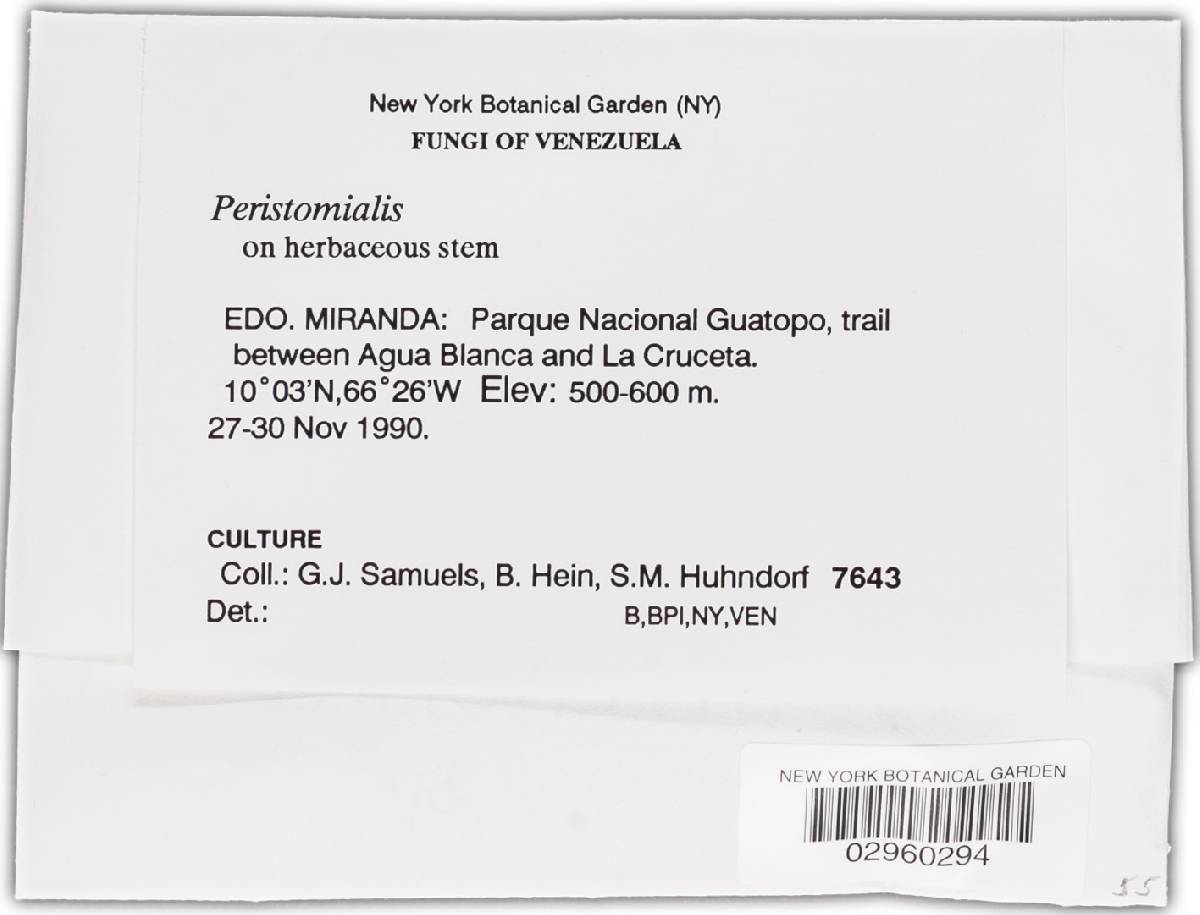 New York Botanical Garden (NY)
FUNGI OF VENEZUELA
Peristomialis
on herbaceous stem
EDO. MIRANDA: Parque Nacional Guatopo, trail
between Agua Blanca and La Cruceta.
10°03'N,66°26'W Elev: 500-600 m.
27-30 Nov 1990.
CULTURE
Coll.: G.J. Samuels, B. Hein, S.M. Huhndorf 7643
Det.: B,BPI,NY,VEN
NEW YORK BOTANICAL GARDEN
02960294
55